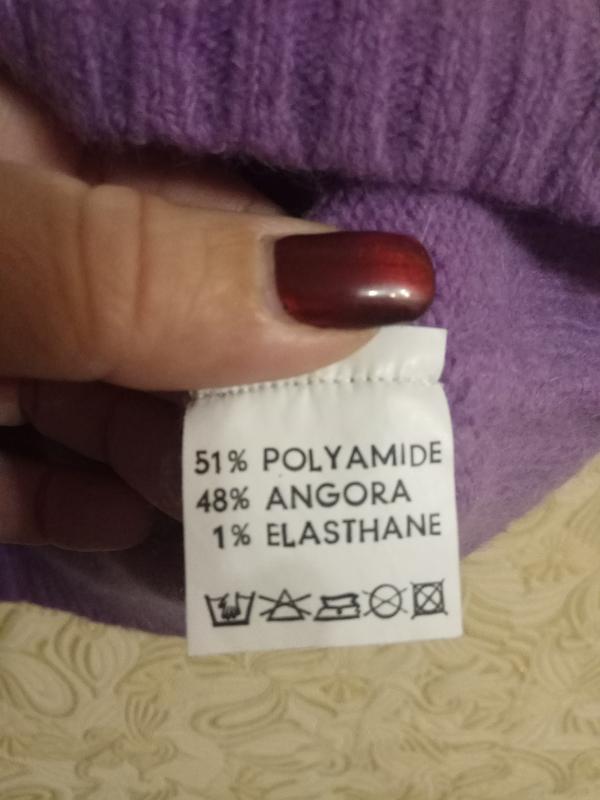 51% POLYAMIDE
48% ANGORA
1% ELASTHANE